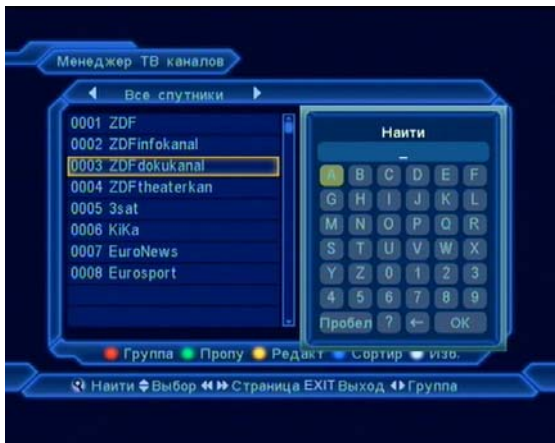 Менеджер ТВ каналов
Все спутники
0001 ZDF
0002 ZDFinfokanal
0003 ZDFdokukanal
0004 ZDFtheaterkan
0005 3sat
0006 KiKa
0007 EuroNews
0008 Eurosport
Наити
_
A B C D E F
G H I J K L
M N O P Q R
S T U V W X
Y Z 0 1 2 3
4 5 6 7 8 9
Пробел ? ← OK
Группа Пропу Редакт Сортир Изб.
Наити Выбор Страница EXIT Выход Группа